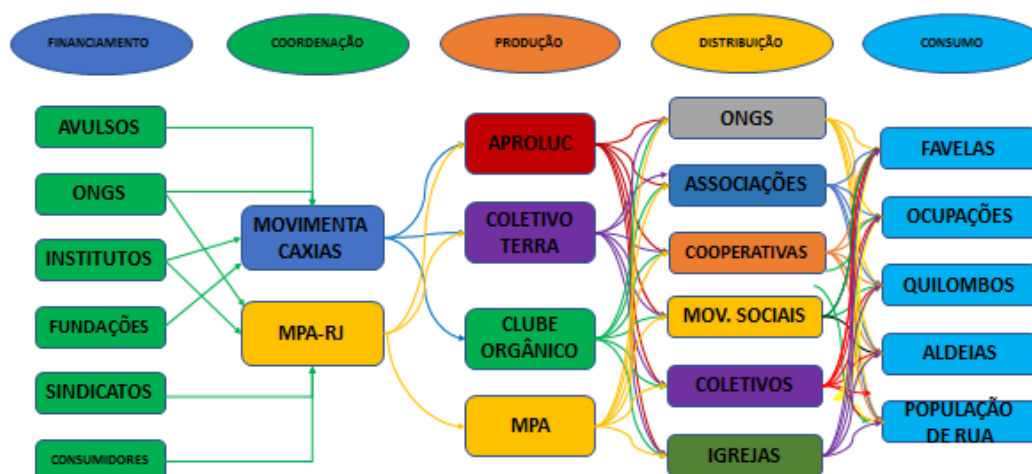 FINANCIAMENTO
COORDENAÇÃO
PRODUÇÃO
DISTRIBUIÇÃO
CONSUMO
AVULSOS
ONGS
INSTITUTOS
FUNDAÇÕES
SINDICATOS
CONSUMIDORES
MOVIMENTA
CAXIAS
MPA-RJ
APROLUC
COLETIVO
TERRA
CLUBE
ORGÂNICO
MPA
ONGS
ASSOCIAÇÕES
COOPERATIVAS
MOV. SOCIAIS
COLETIVOS
IGREJAS
FAVELAS
OCUPAÇÕES
QUILOMBOS
ALDEIAS
POPULAÇÃO
DE RUA